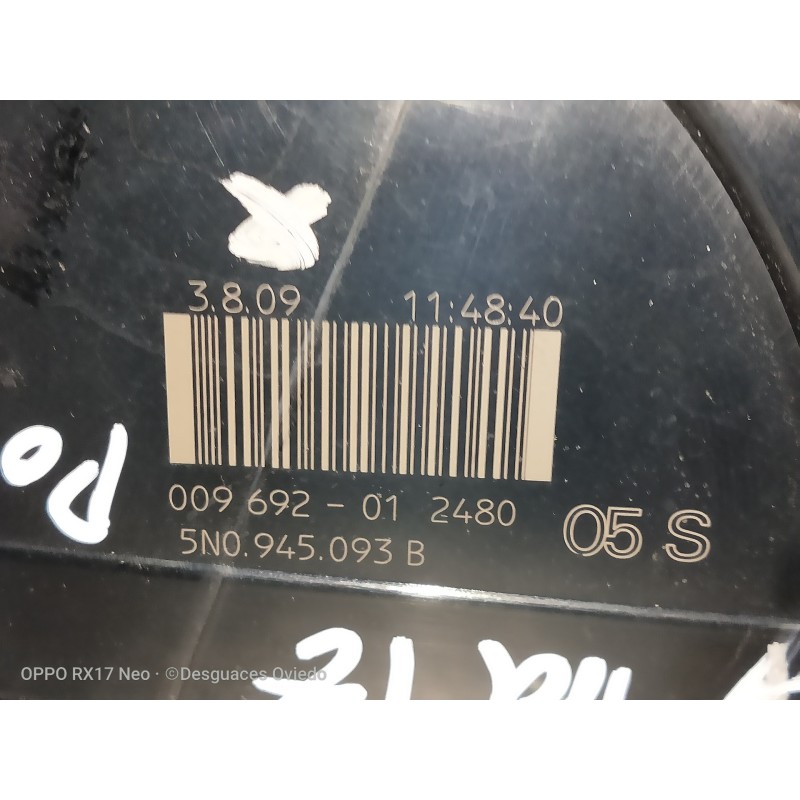 3.8.09 11:48:40
009 692 - 01 2480
05 S
5N0.945.093 B
OPPO RX17 Neo · ©Desguaces Oviedo